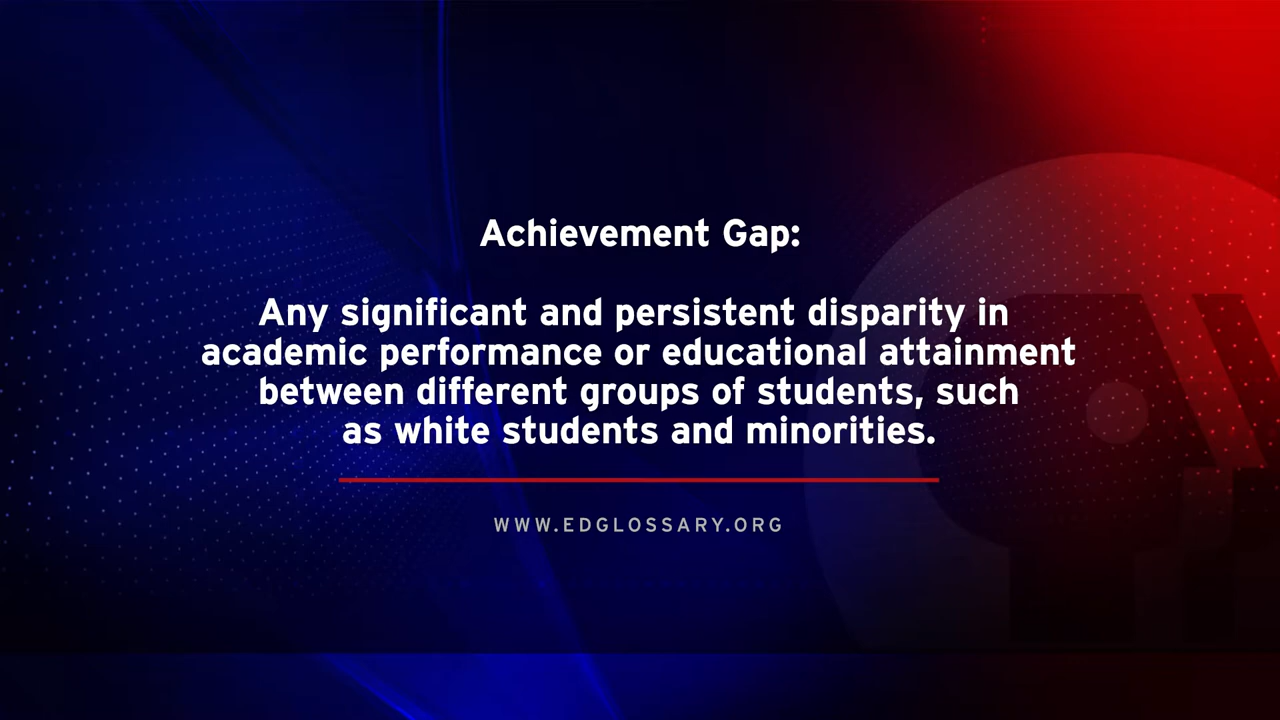 Achievement Gap:
Any significant and persistent disparity in
academic performance or educational attainment
between different groups of students, such
as white students and minorities.
WWW.EDGLOSSARY.ORG